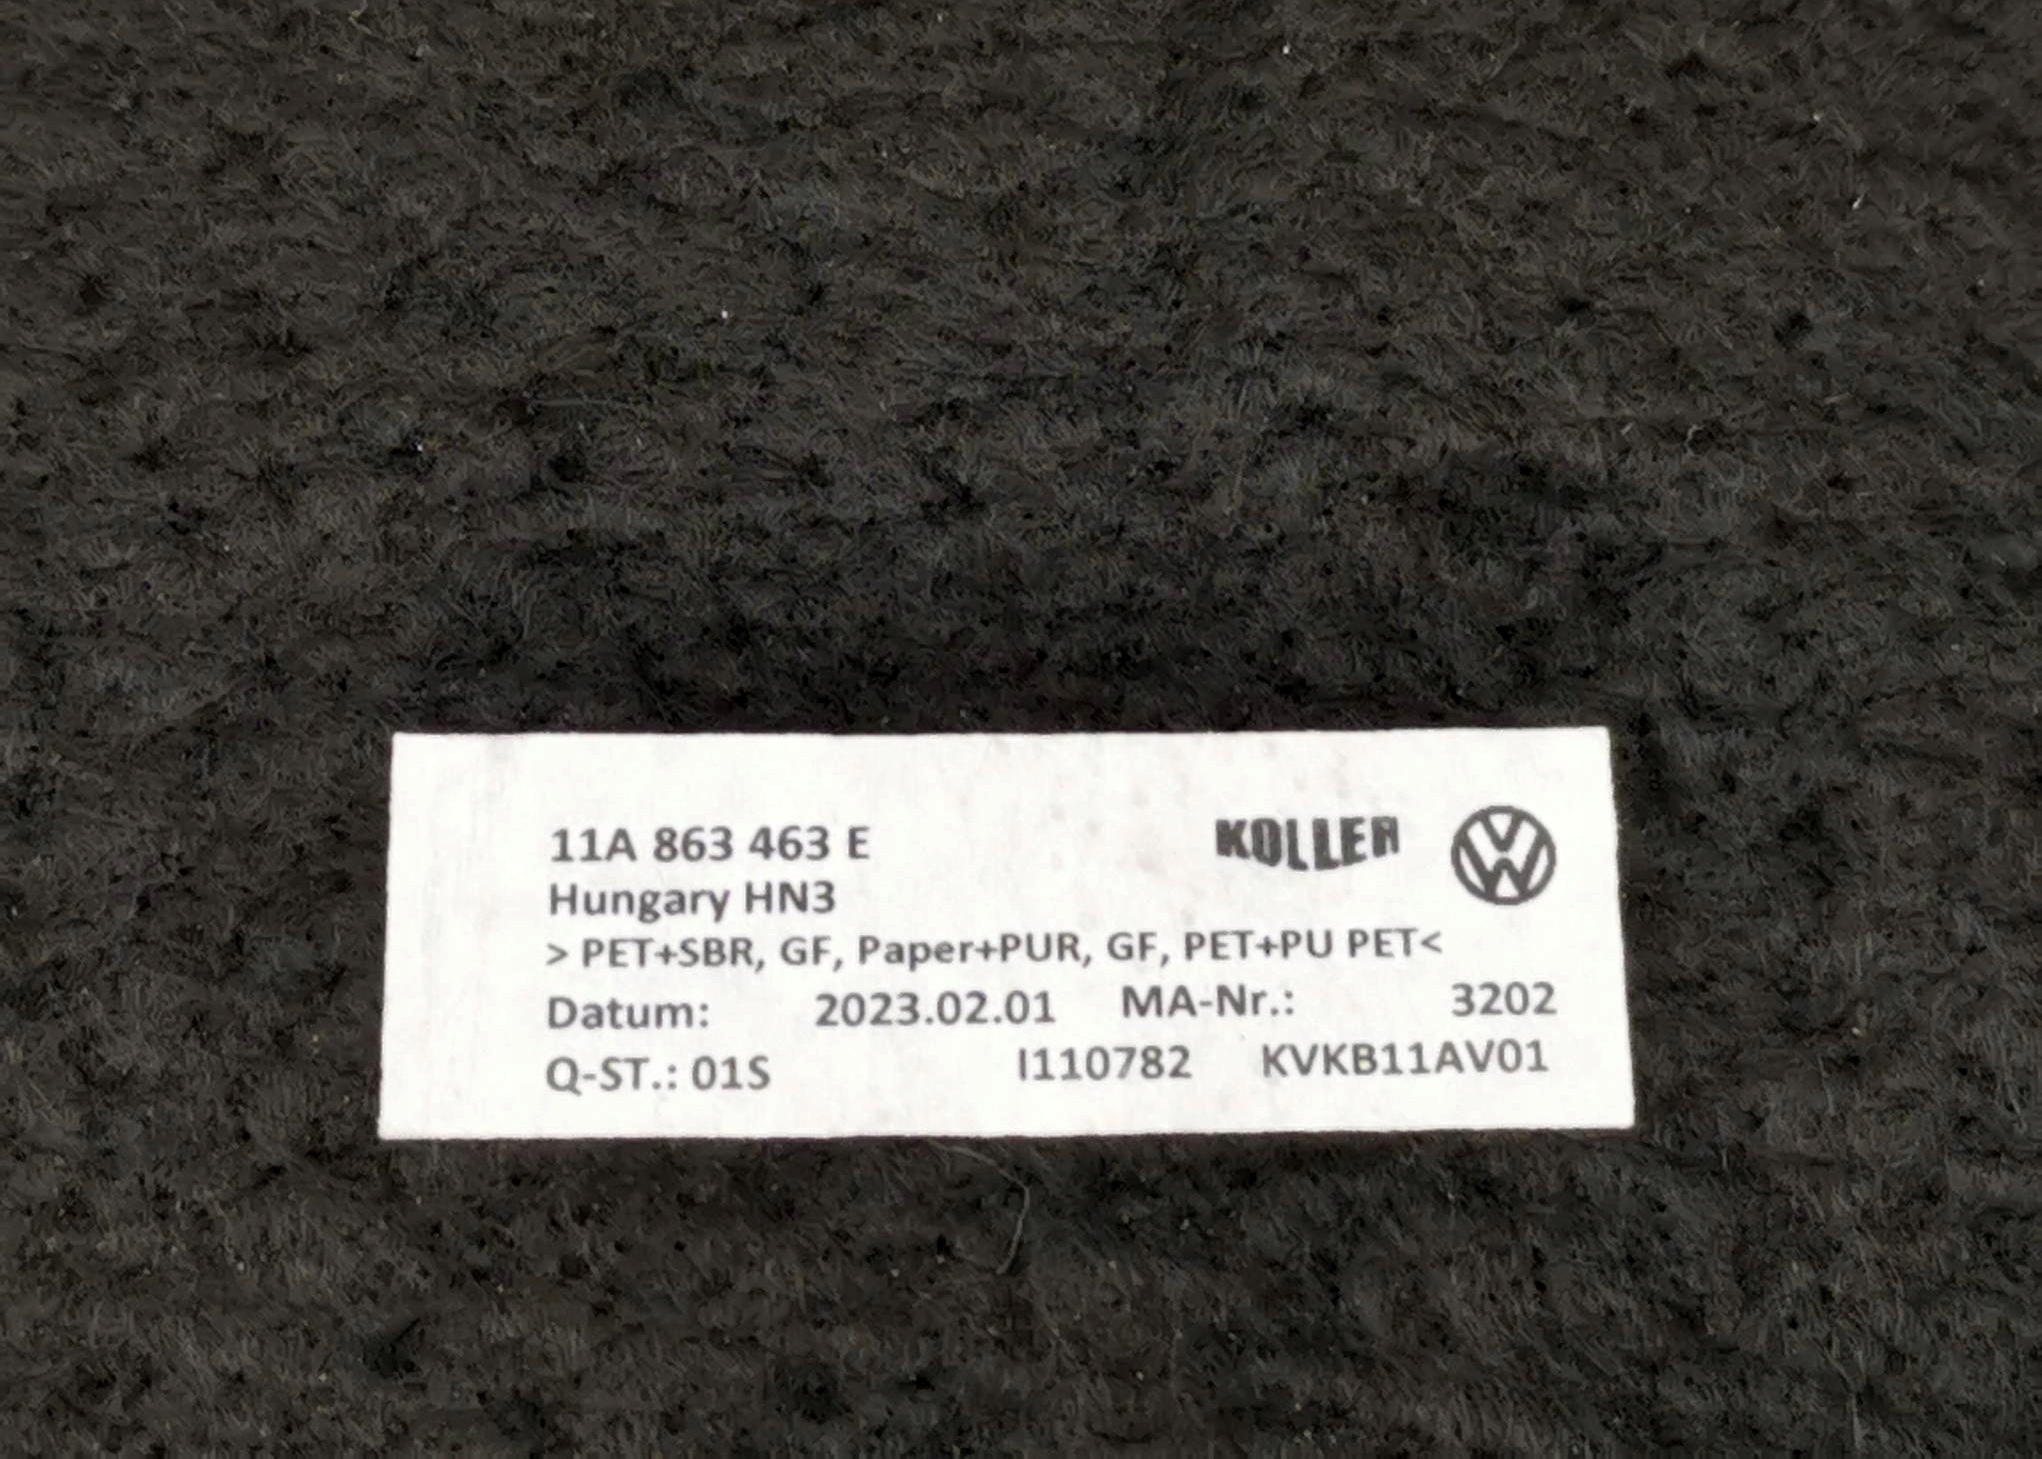 11A 863 463 E
KOLLER
Hungary HN3
> PET+SBR, GF, Paper+PUR, GF, PET+PU PET<
Datum: 2023.02.01 MA-Nr.: 3202
Q-ST.: 01S I110782 KVKB11AV01